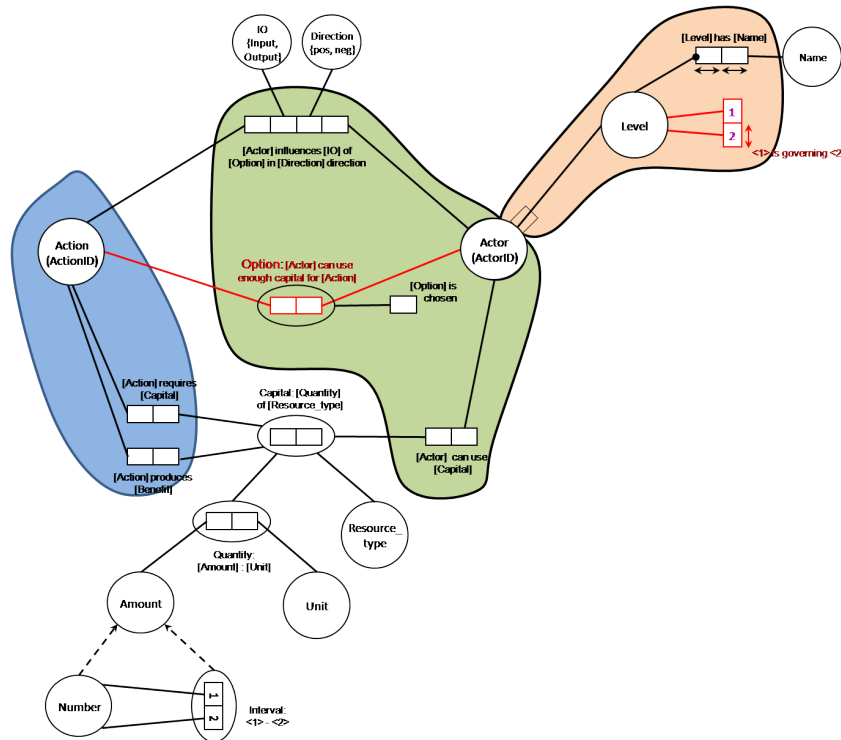 IO
{Input,
Output}
Direction
{pos, neg}
[Level] has [Name]
Name
Level
1
2
<1> is governing <2
[Actor] influences [IO] of
[Option] in [Direction] direction
Action
(ActionID)
Actor
(ActorID)
Option: [Actor] can use
enough capital for [Action]
[Option] is
chosen
[Action] requires
[Capital]
Capital: [Quantity]
of [Resource_type]
[Action] produces
[Benefit]
[Actor] can use
[Capital]
Resource_
type
Quantity:
[Amount] : [Unit]
Amount
Unit
Number
1
2
Interval:
<1> - <2>